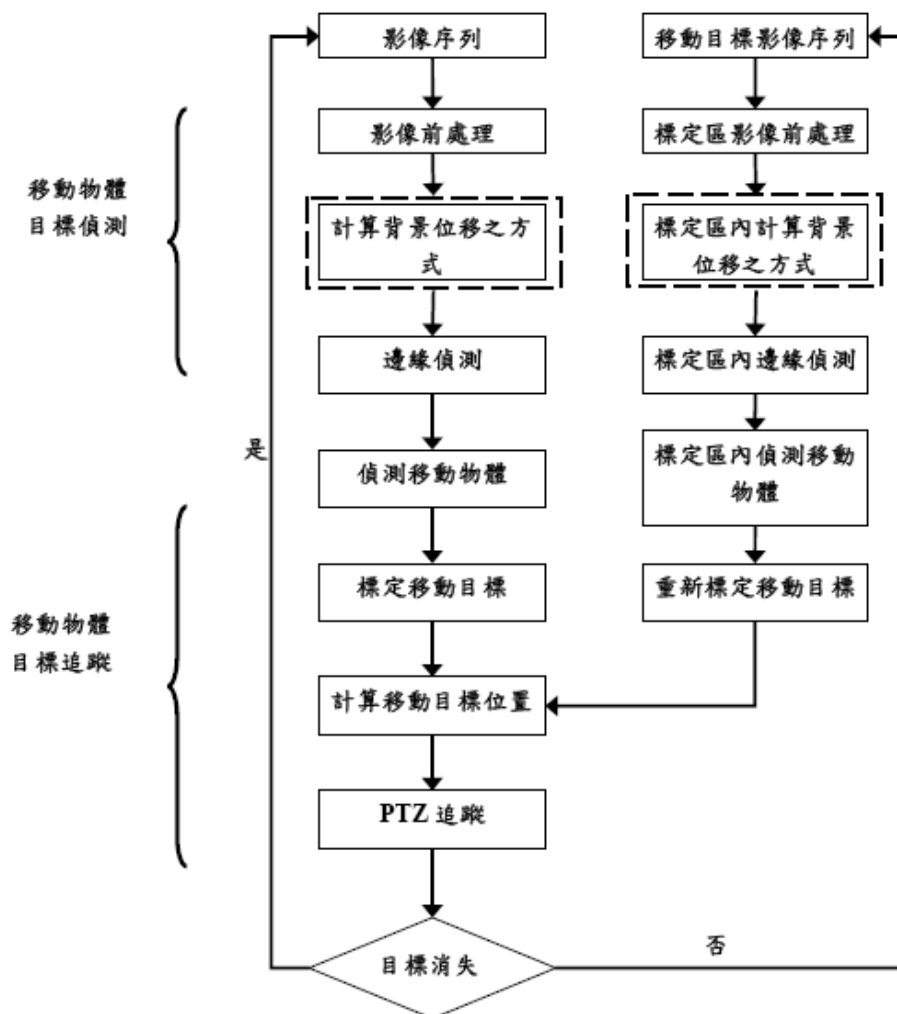 影像序列
影像前處理
計算背景位移之方
式
邊緣偵測
偵測移動物體
標定移動目標
計算移動目標位置
PTZ 追蹤
目標消失
移動目標影像序列
標定區影像前處理
標定區內計算背景
位移之方式
標定區內邊緣偵測
標定區內偵測移動
物體
重新標定移動目標
移動物體
目標偵測
移動物體
目標追蹤
是
否